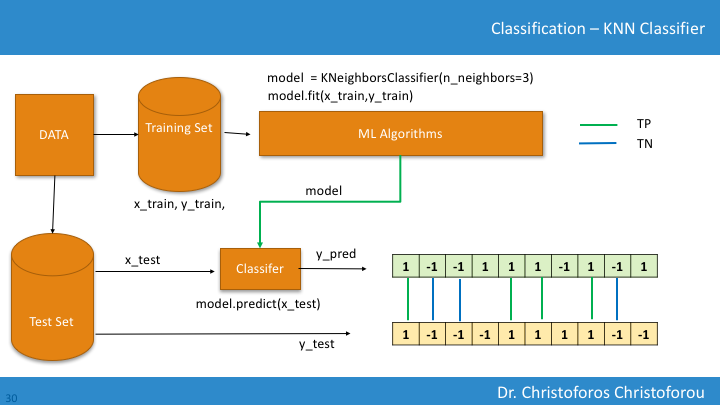 Classification – KNN Classifier
model = KNeighborsClassifier(n_neighbors=3)
model.fit(x_train,y_train)
DATA
Training Set
ML Algorithms
TP
TN
x_train, y_train,
model
x_test
Classifer
y_pred
model.predict(x_test)
Test Set
y_test
1 -1 -1 1 1 1 -1 1 -1 1
1 -1 -1 -1 1 1 1 1 -1 -1
30
Dr. Christoforos Christoforou